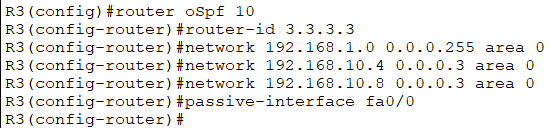 R3(config)#router oSpf 10
R3(config-router)#router-id 3.3.3.3
R3(config-router)#network 192.168.1.0 0.0.0.255 area 0
R3(config-router)#network 192.168.10.4 0.0.0.3 area 0
R3(config-router)#network 192.168.10.8 0.0.0.3 area 0
R3(config-router)#passive-interface fa0/0
R3(config-router)#